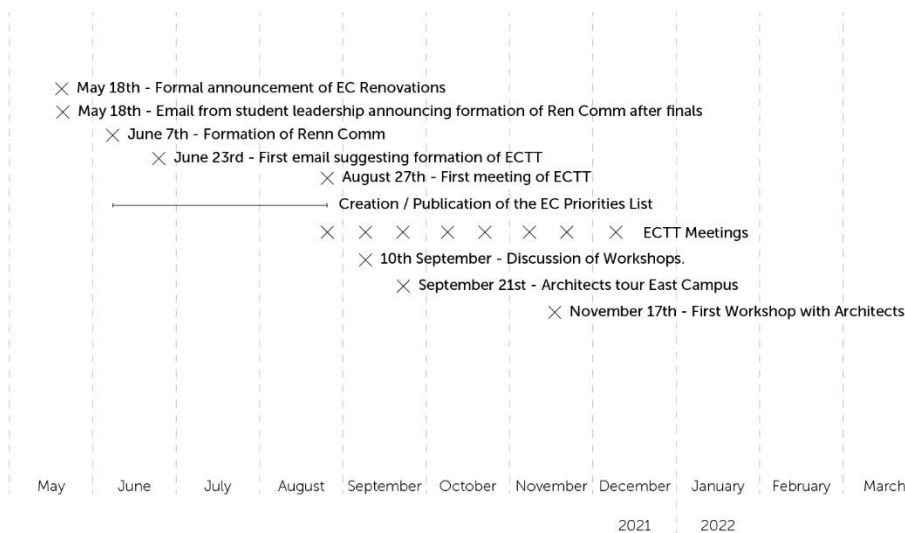 May 18th - Formal announcement of EC Renovations
May 18th - Email from student leadership announcing formation of Ren Comm after finals
June 7th - Formation of Renn Comm
June 23rd - First email suggesting formation of ECTT
August 27th - First meeting of ECTT
Creation / Publication of the EC Priorities List
ECTT Meetings
10th September - Discussion of Workshops.
September 21st - Architects tour East Campus
November 17th - First Workshop with Architects
May June July August September October November December January February March
2021 2022